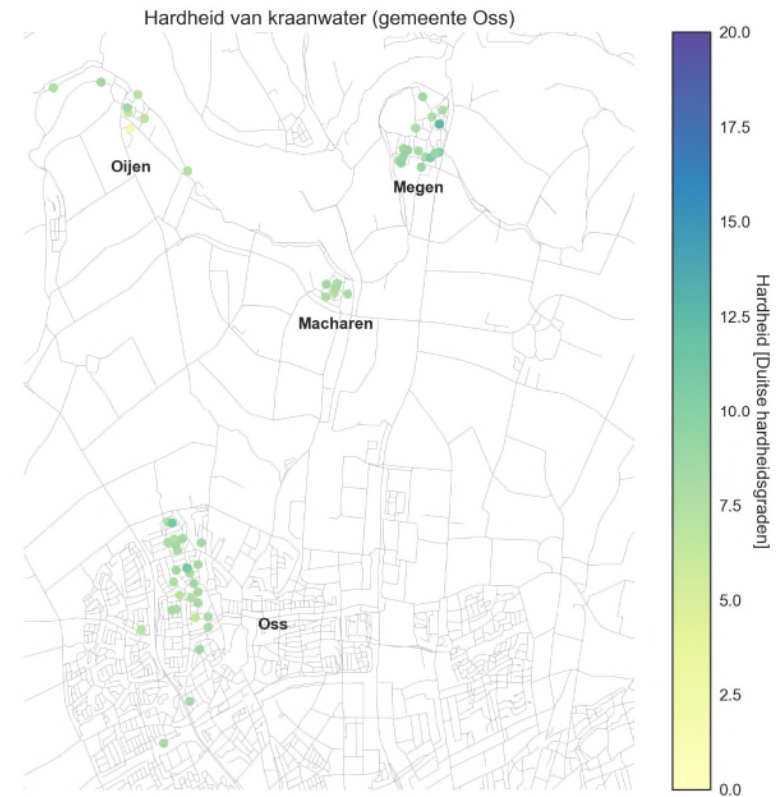 Hardheid van kraanwater (gemeente Oss)
Oijen
Megen
Macharen
Oss
20.0
17.5
15.0
12.5
10.0
7.5
5.0
2.5
0.0
Hardheid [Duitse hardheidsgraden]